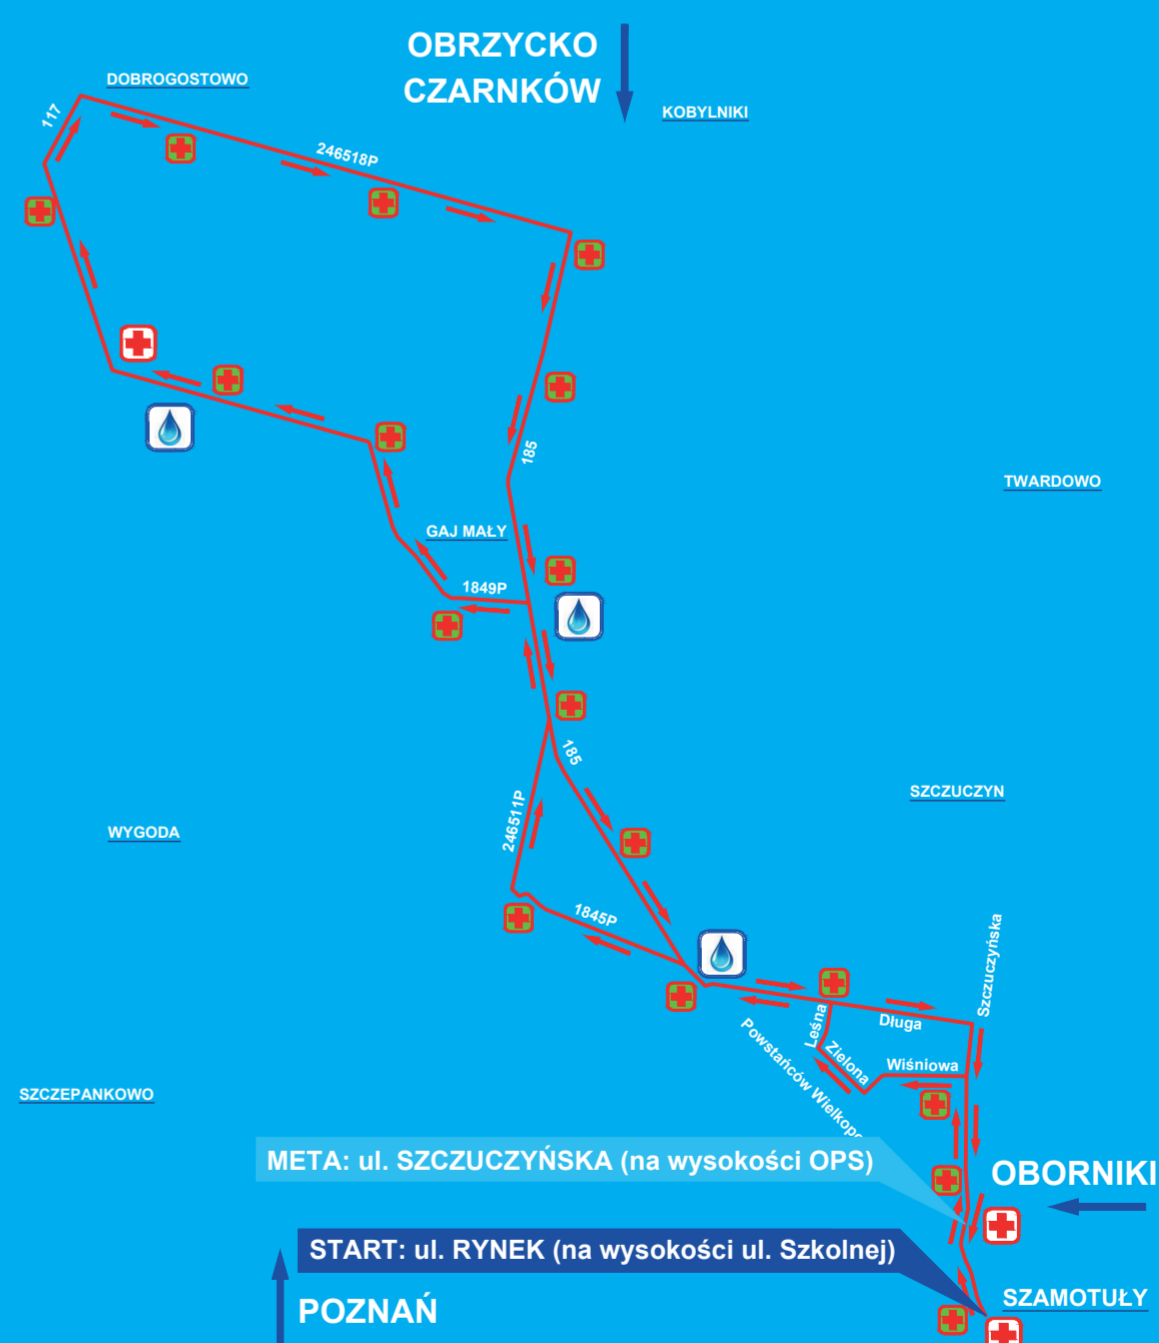 OBRZYCKO
CZARNKÓW
DOBROGOSTOWO
KOBYLNIKI
117
246518P
185
TWARDOWO
GAJ MAŁY
1849P
185
SZCZUCZYN
246511P
WYGODA
1845P
Szczuczyńska
Długa
Leśna
Zielona
Wiśniowa
Powstańców Wielkopo
SZCZEPANKOWO
META: ul. SZCZUCZYŃSKA (na wysokości OPS)
OBORNIKI
START: ul. RYNEK (na wysokości ul. Szkolnej)
SZAMOTUŁY
POZNAŃ